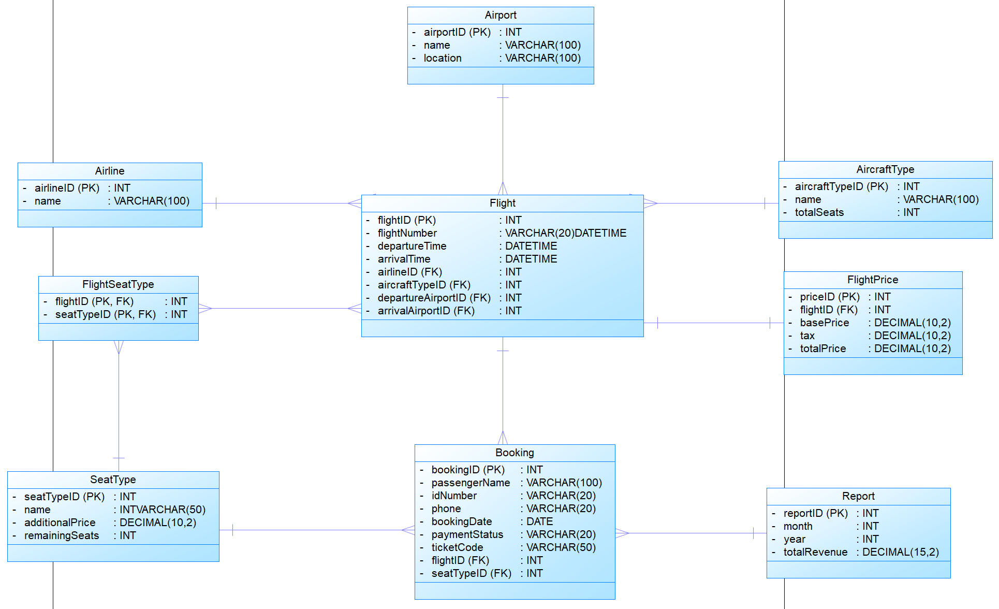 Airport
- airportID (PK) : INT
- name : VARCHAR(100)
- location : VARCHAR(100)
Airline
- airlineID (PK) : INT
- name : VARCHAR(100)
AircraftType
- aircraftTypeID (PK) : INT
- name : VARCHAR(100)
- totalSeats : INT
Flight
- flightID (PK) : INT
- flightNumber : VARCHAR(20)DATETIME
- departureTime : DATETIME
- arrivalTime : DATETIME
- airlineID (FK) : INT
- aircraftTypeID (FK) : INT
- departureAirportID (FK) : INT
- arrivalAirportID (FK) : INT
FlightSeatType
- flightID (PK, FK) : INT
- seatTypeID (PK, FK) : INT
FlightPrice
- priceID (PK) : INT
- flightID (FK) : INT
- basePrice : DECIMAL(10,2)
- tax : DECIMAL(10,2)
- totalPrice : DECIMAL(10,2)
SeatType
- seatTypeID (PK) : INT
- name : INTVARCHAR(50)
- additionalPrice : DECIMAL(10,2)
- remainingSeats : INT
Booking
- bookingID (PK) : INT
- passengerName : VARCHAR(100)
- idNumber : VARCHAR(20)
- phone : VARCHAR(20)
- bookingDate : DATE
- paymentStatus : VARCHAR(20)
- ticketCode : VARCHAR(50)
- flightID (FK) : INT
- seatTypeID (FK) : INT
Report
- reportID (PK) : INT
- month : INT
- year : INT
- totalRevenue : DECIMAL(15,2)